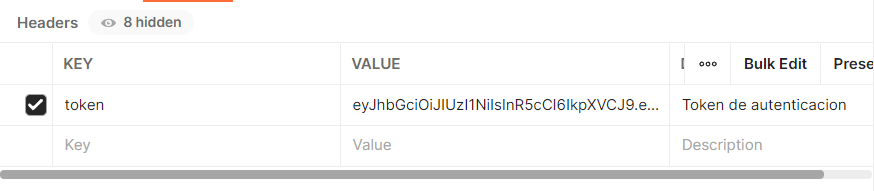 Headers 8 hidden
KEY VALUE ••• Bulk Edit Prese
token eyJhbGciOiJIUzI1NiIsInR5cCI6IkpXVCJ9.e... Token de autenticacion
Key Value Description